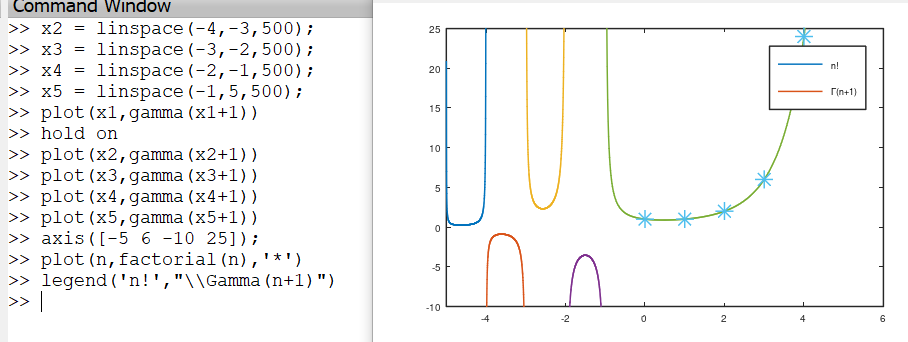 Command Window
>> x2 = linspace(-4,-3,500);
>> x3 = linspace(-3,-2,500);
>> x4 = linspace(-2,-1,500);
>> x5 = linspace(-1,5,500);
>> plot(x1,gamma(x1+1))
>> hold on
>> plot(x2,gamma(x2+1))
>> plot(x3,gamma(x3+1))
>> plot(x4,gamma(x4+1))
>> plot(x5,gamma(x5+1))
>> axis([-5 6 -10 25]);
>> plot(n,factorial(n),'*')
>> legend('n!',"\\Gamma(n+1)")
>>
25
20
15
10
5
0
-5
-10
-4
-2
0
2
4
6
n!
Γ(n+1)